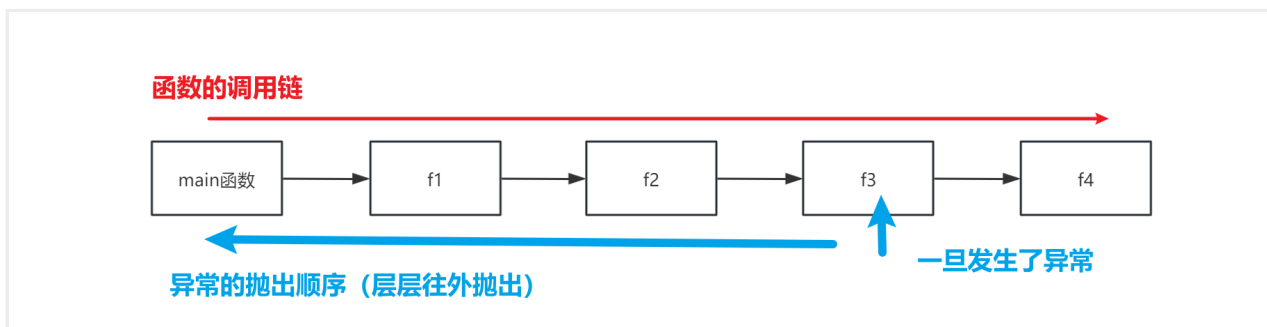 函数的调用链
main函数
f1
f2
f3
f4
一旦发生了异常
异常的抛出顺序（层层往外抛出）